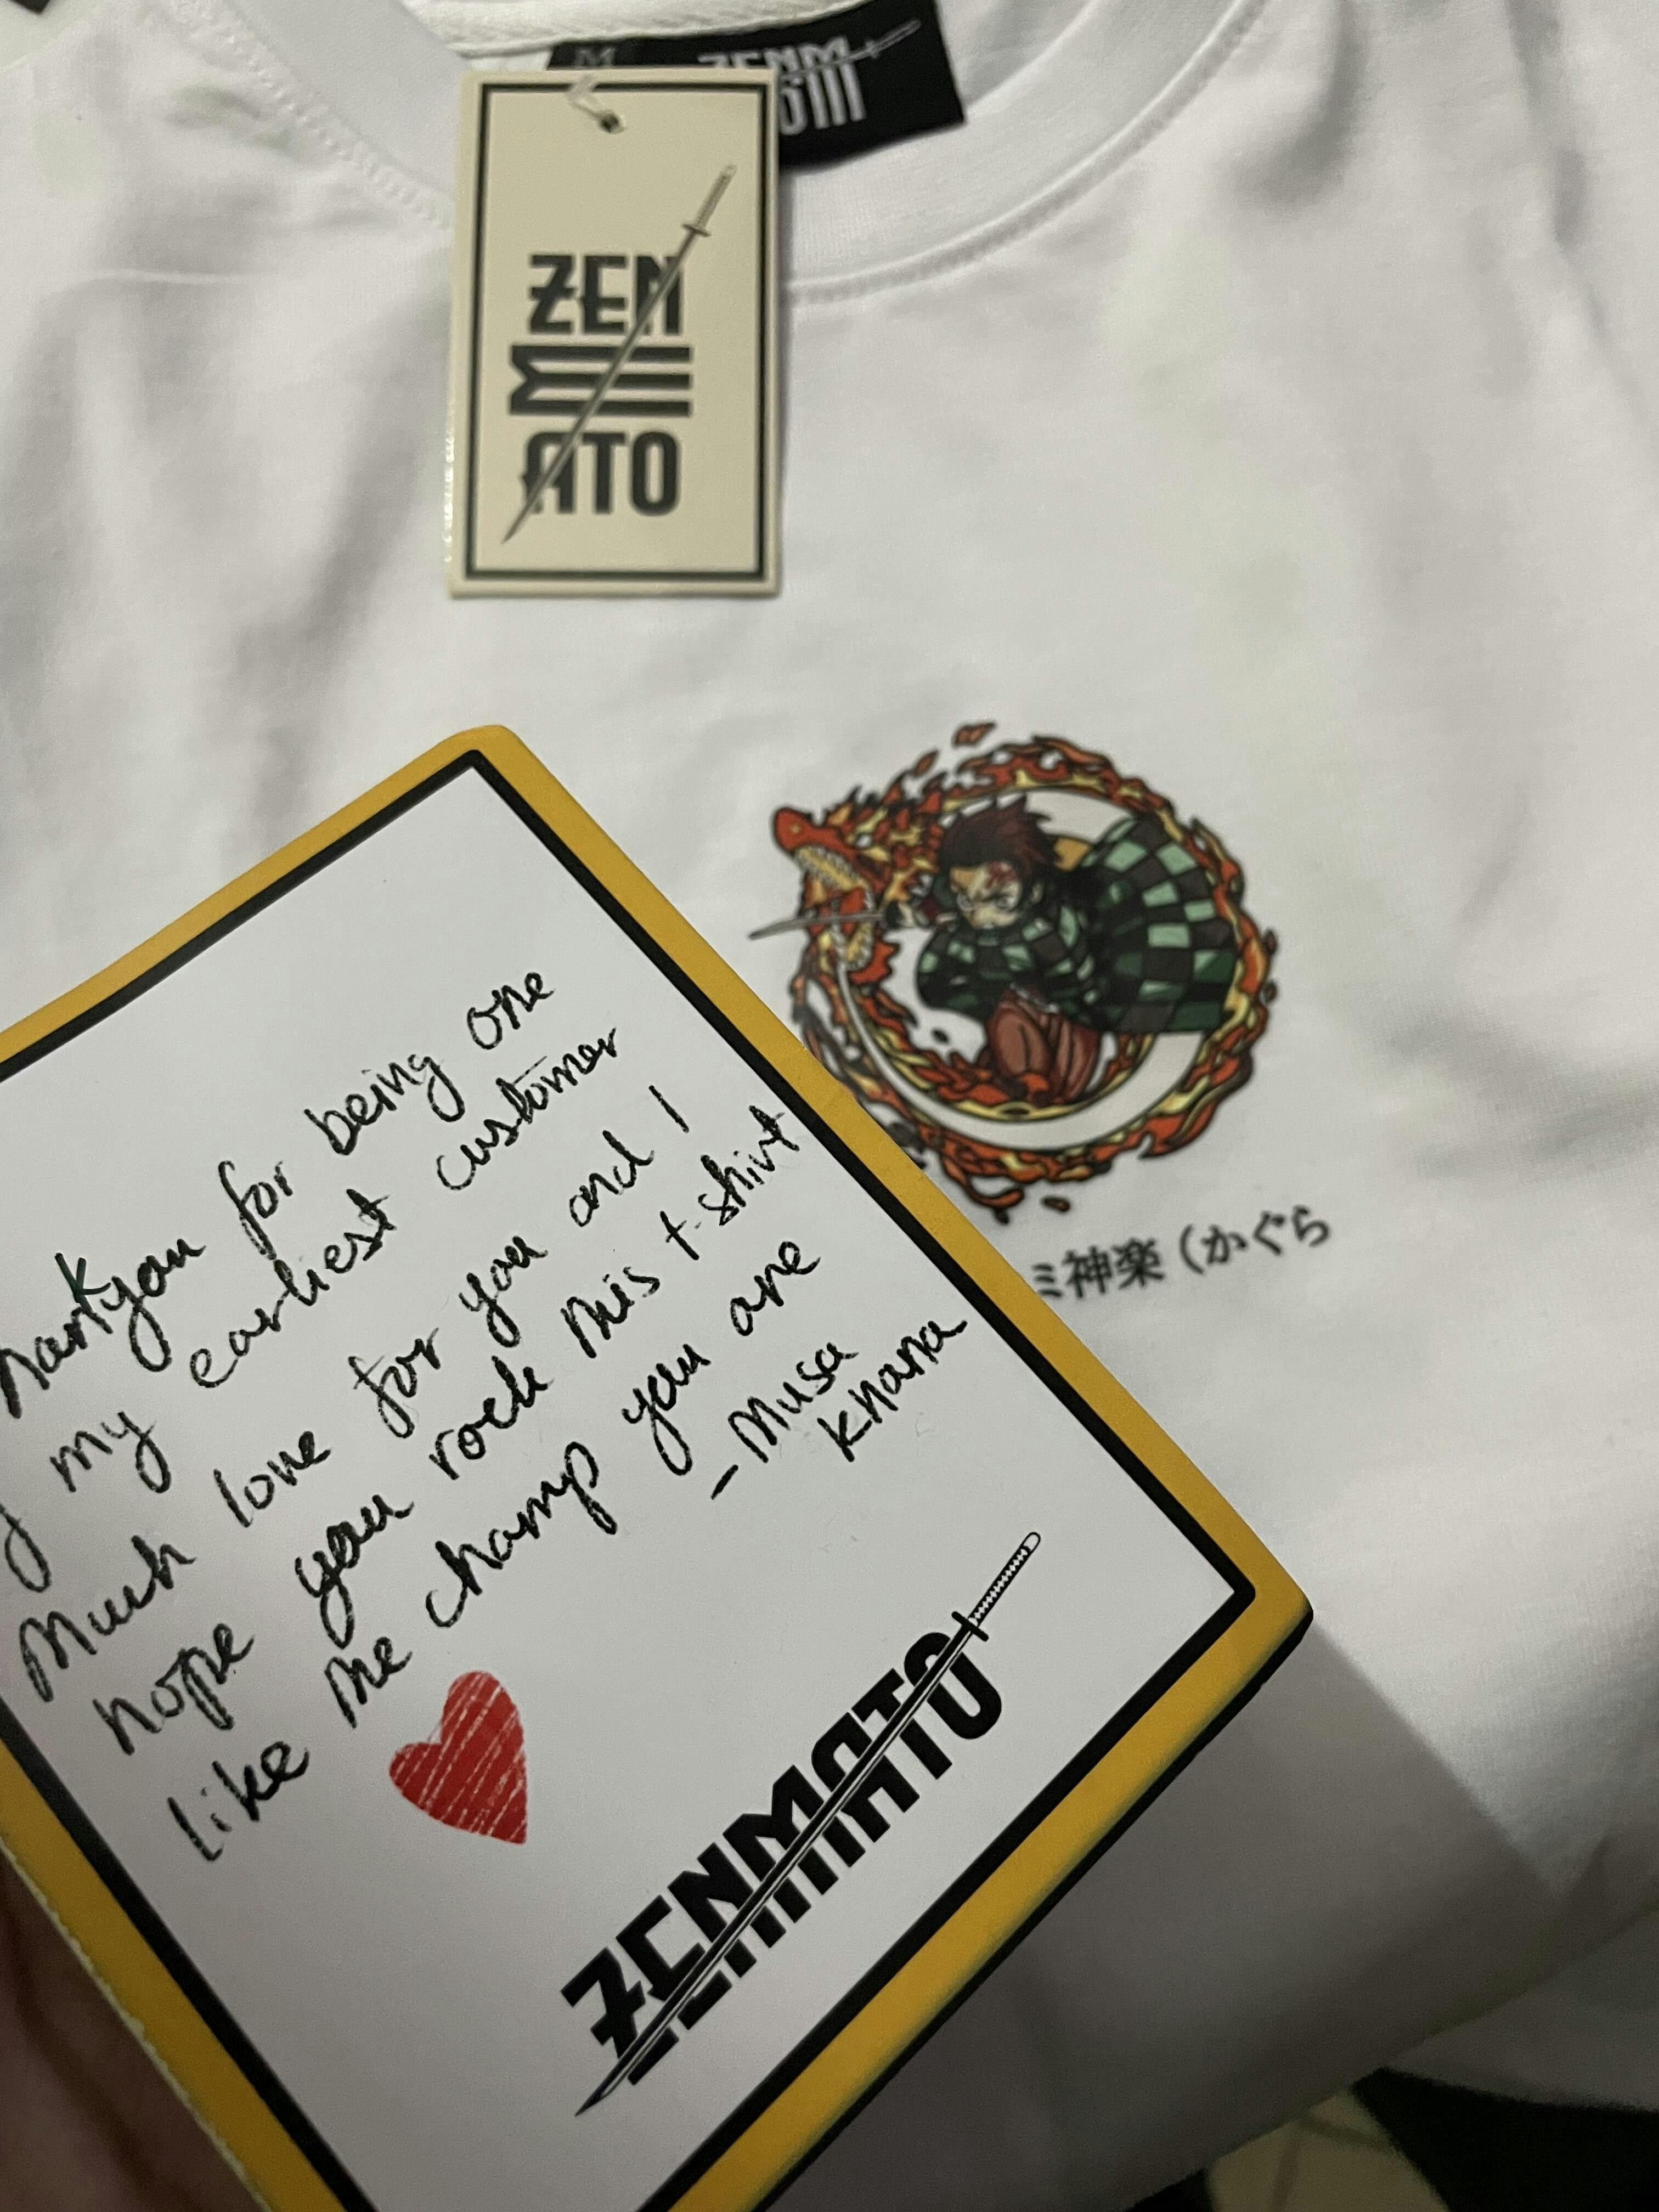 M
ZENM
ZEN
M
ATO
ミ神楽（かぐら
hankyou for being one
my earliest customer
Much love for you and I
hope you rock this t-shirt
like the champ you are
- Musa
Khana
ZENMATO